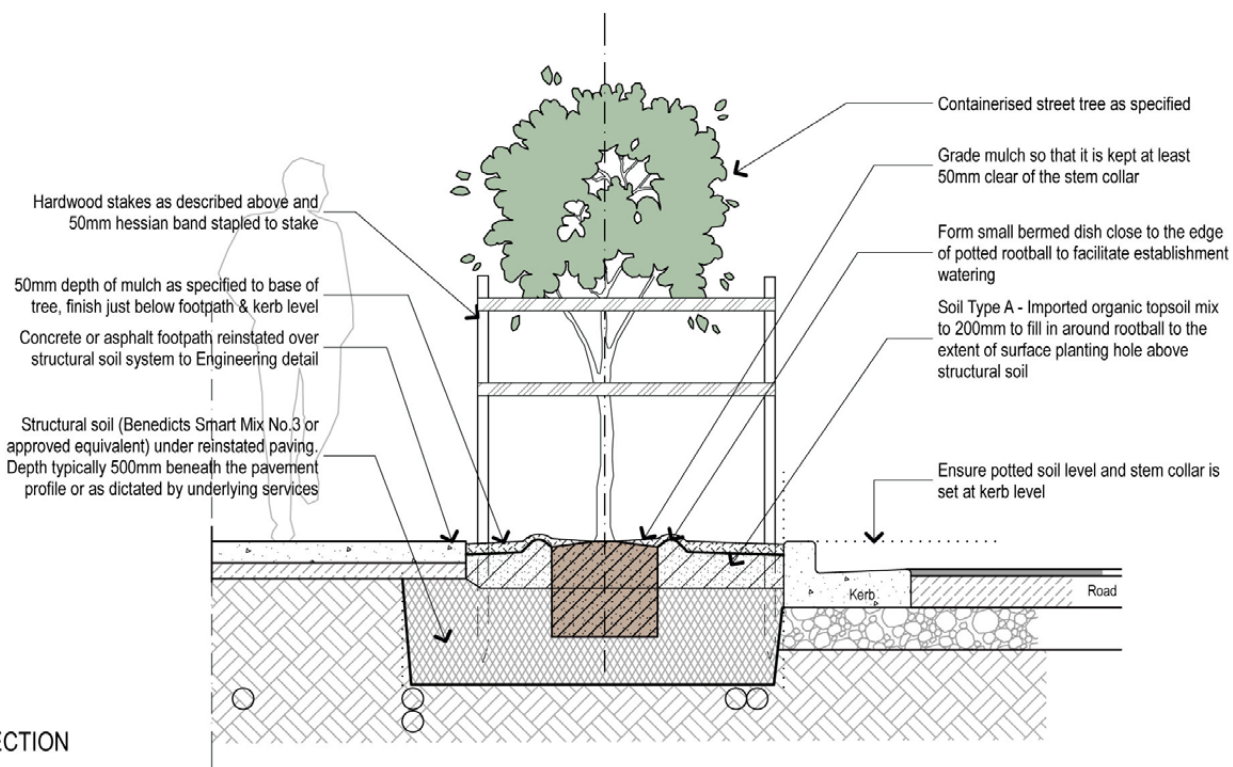 Containerised street tree as specified
Grade mulch so that it is kept at least
50mm clear of the stem collar
Hardwood stakes as described above and
50mm hessian band stapled to stake
Form small bermed dish close to the edge
of potted rootball to facilitate establishment
watering
50mm depth of mulch as specified to base of
tree, finish just below footpath & kerb level
Soil Type A - Imported organic topsoil mix
to 200mm to fill in around rootball to the
extent of surface planting hole above
structural soil
Concrete or asphalt footpath reinstated over
structural soil system to Engineering detail
Structural soil (Benedicts Smart Mix No.3 or
approved equivalent) under reinstated paving.
Depth typically 500mm beneath the pavement
profile or as dictated by underlying services
Ensure potted soil level and stem collar is
set at kerb level
Kerb
Road
ECTION